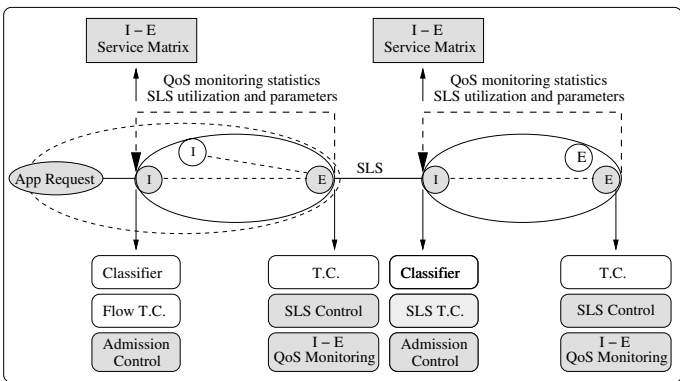 I – E
Service Matrix
I – E
Service Matrix
QoS monitoring statistics
SLS utilization and parameters
QoS monitoring statistics
SLS utilization and parameters
I
E
App Request
I
E
SLS
I
E
Classifier
T.C.
Classifier
T.C.
Flow T.C.
SLS Control
SLS T.C.
SLS Control
Admission
Control
I – E
QoS Monitoring
Admission
Control
I – E
QoS Monitoring